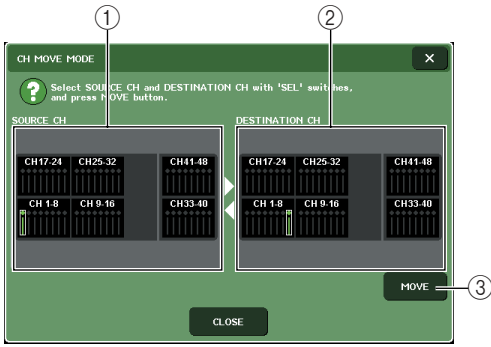 1
2
CH MOVE MODE
×
? Select SOURCE CH and DESTINATION CH with 'SEL' switches,
and press MOVE button.
SOURCE CH
DESTINATION CH
CH17-24 CH25-32 CH41-48
CH 1-8 CH 9-16 CH33-40
CH17-24 CH25-32 CH41-48
CH 1-8 CH 9-16 CH33-40
MOVE
3
CLOSE